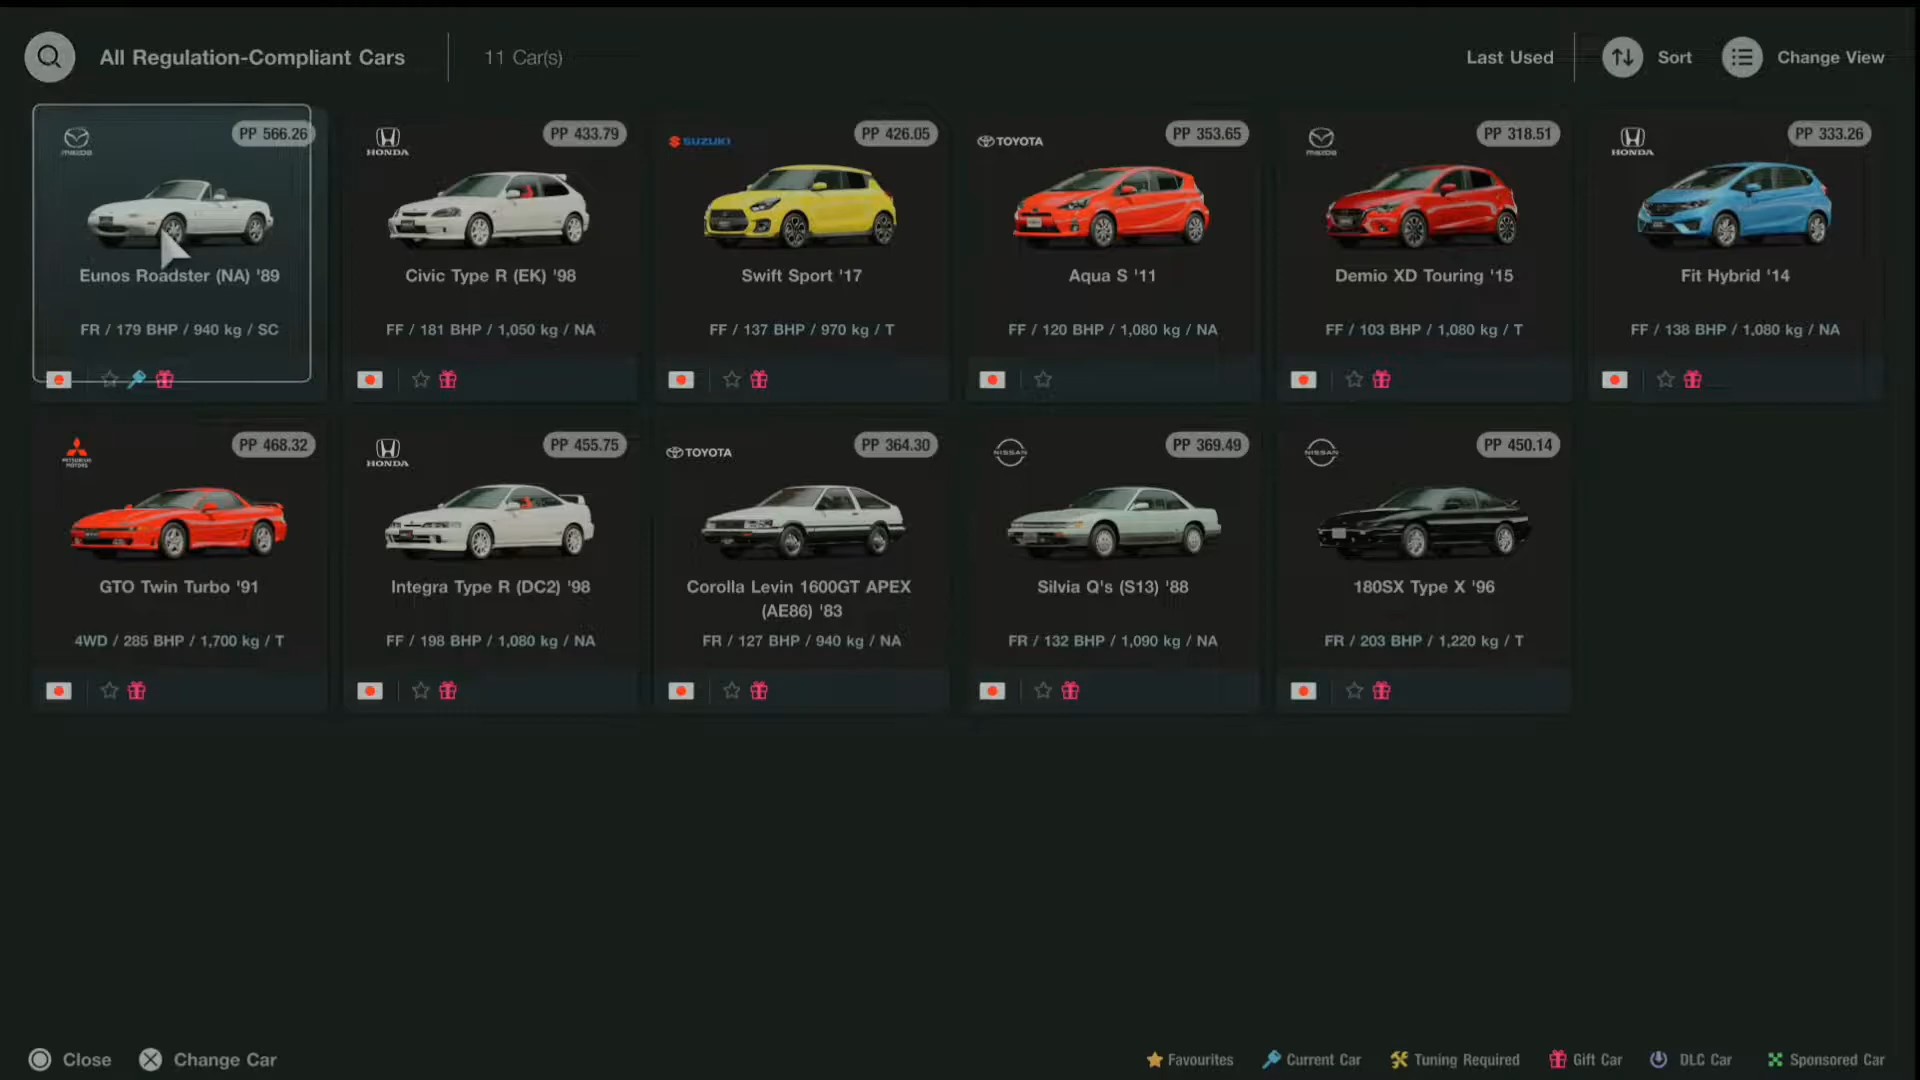 All Regulation-Compliant Cars
11 Car(s)
Last Used
Sort
Change View
mazda
PP 566.26
Eunos Roadster (NA) '89
FR / 179 BHP / 940 kg / SC
HONDA
PP 433.79
Civic Type R (EK) '98
FF / 181 BHP / 1,050 kg / NA
SUZUKI
PP 426.05
Swift Sport '17
FF / 137 BHP / 970 kg / T
TOYOTA
PP 353.65
Aqua S '11
FF / 120 BHP / 1,080 kg / NA
mazda
PP 318.51
Demio XD Touring '15
FF / 103 BHP / 1,080 kg / T
HONDA
PP 333.26
Fit Hybrid '14
FF / 138 BHP / 1,080 kg / NA
MITSUBISHI
MOTORS
PP 468.32
GTO Twin Turbo '91
4WD / 285 BHP / 1,700 kg / T
HONDA
PP 455.75
Integra Type R (DC2) '98
FF / 198 BHP / 1,080 kg / NA
TOYOTA
PP 364.30
Corolla Levin 1600GT APEX
(AE86) '83
FR / 127 BHP / 940 kg / NA
NISSAN
PP 369.49
Silvia Q's (S13) '88
FR / 132 BHP / 1,090 kg / NA
NISSAN
PP 450.14
180SX Type X '96
FR / 203 BHP / 1,220 kg / T
Close
Change Car
Favourites
Current Car
Tuning Required
Gift Car
DLC Car
Sponsored Car